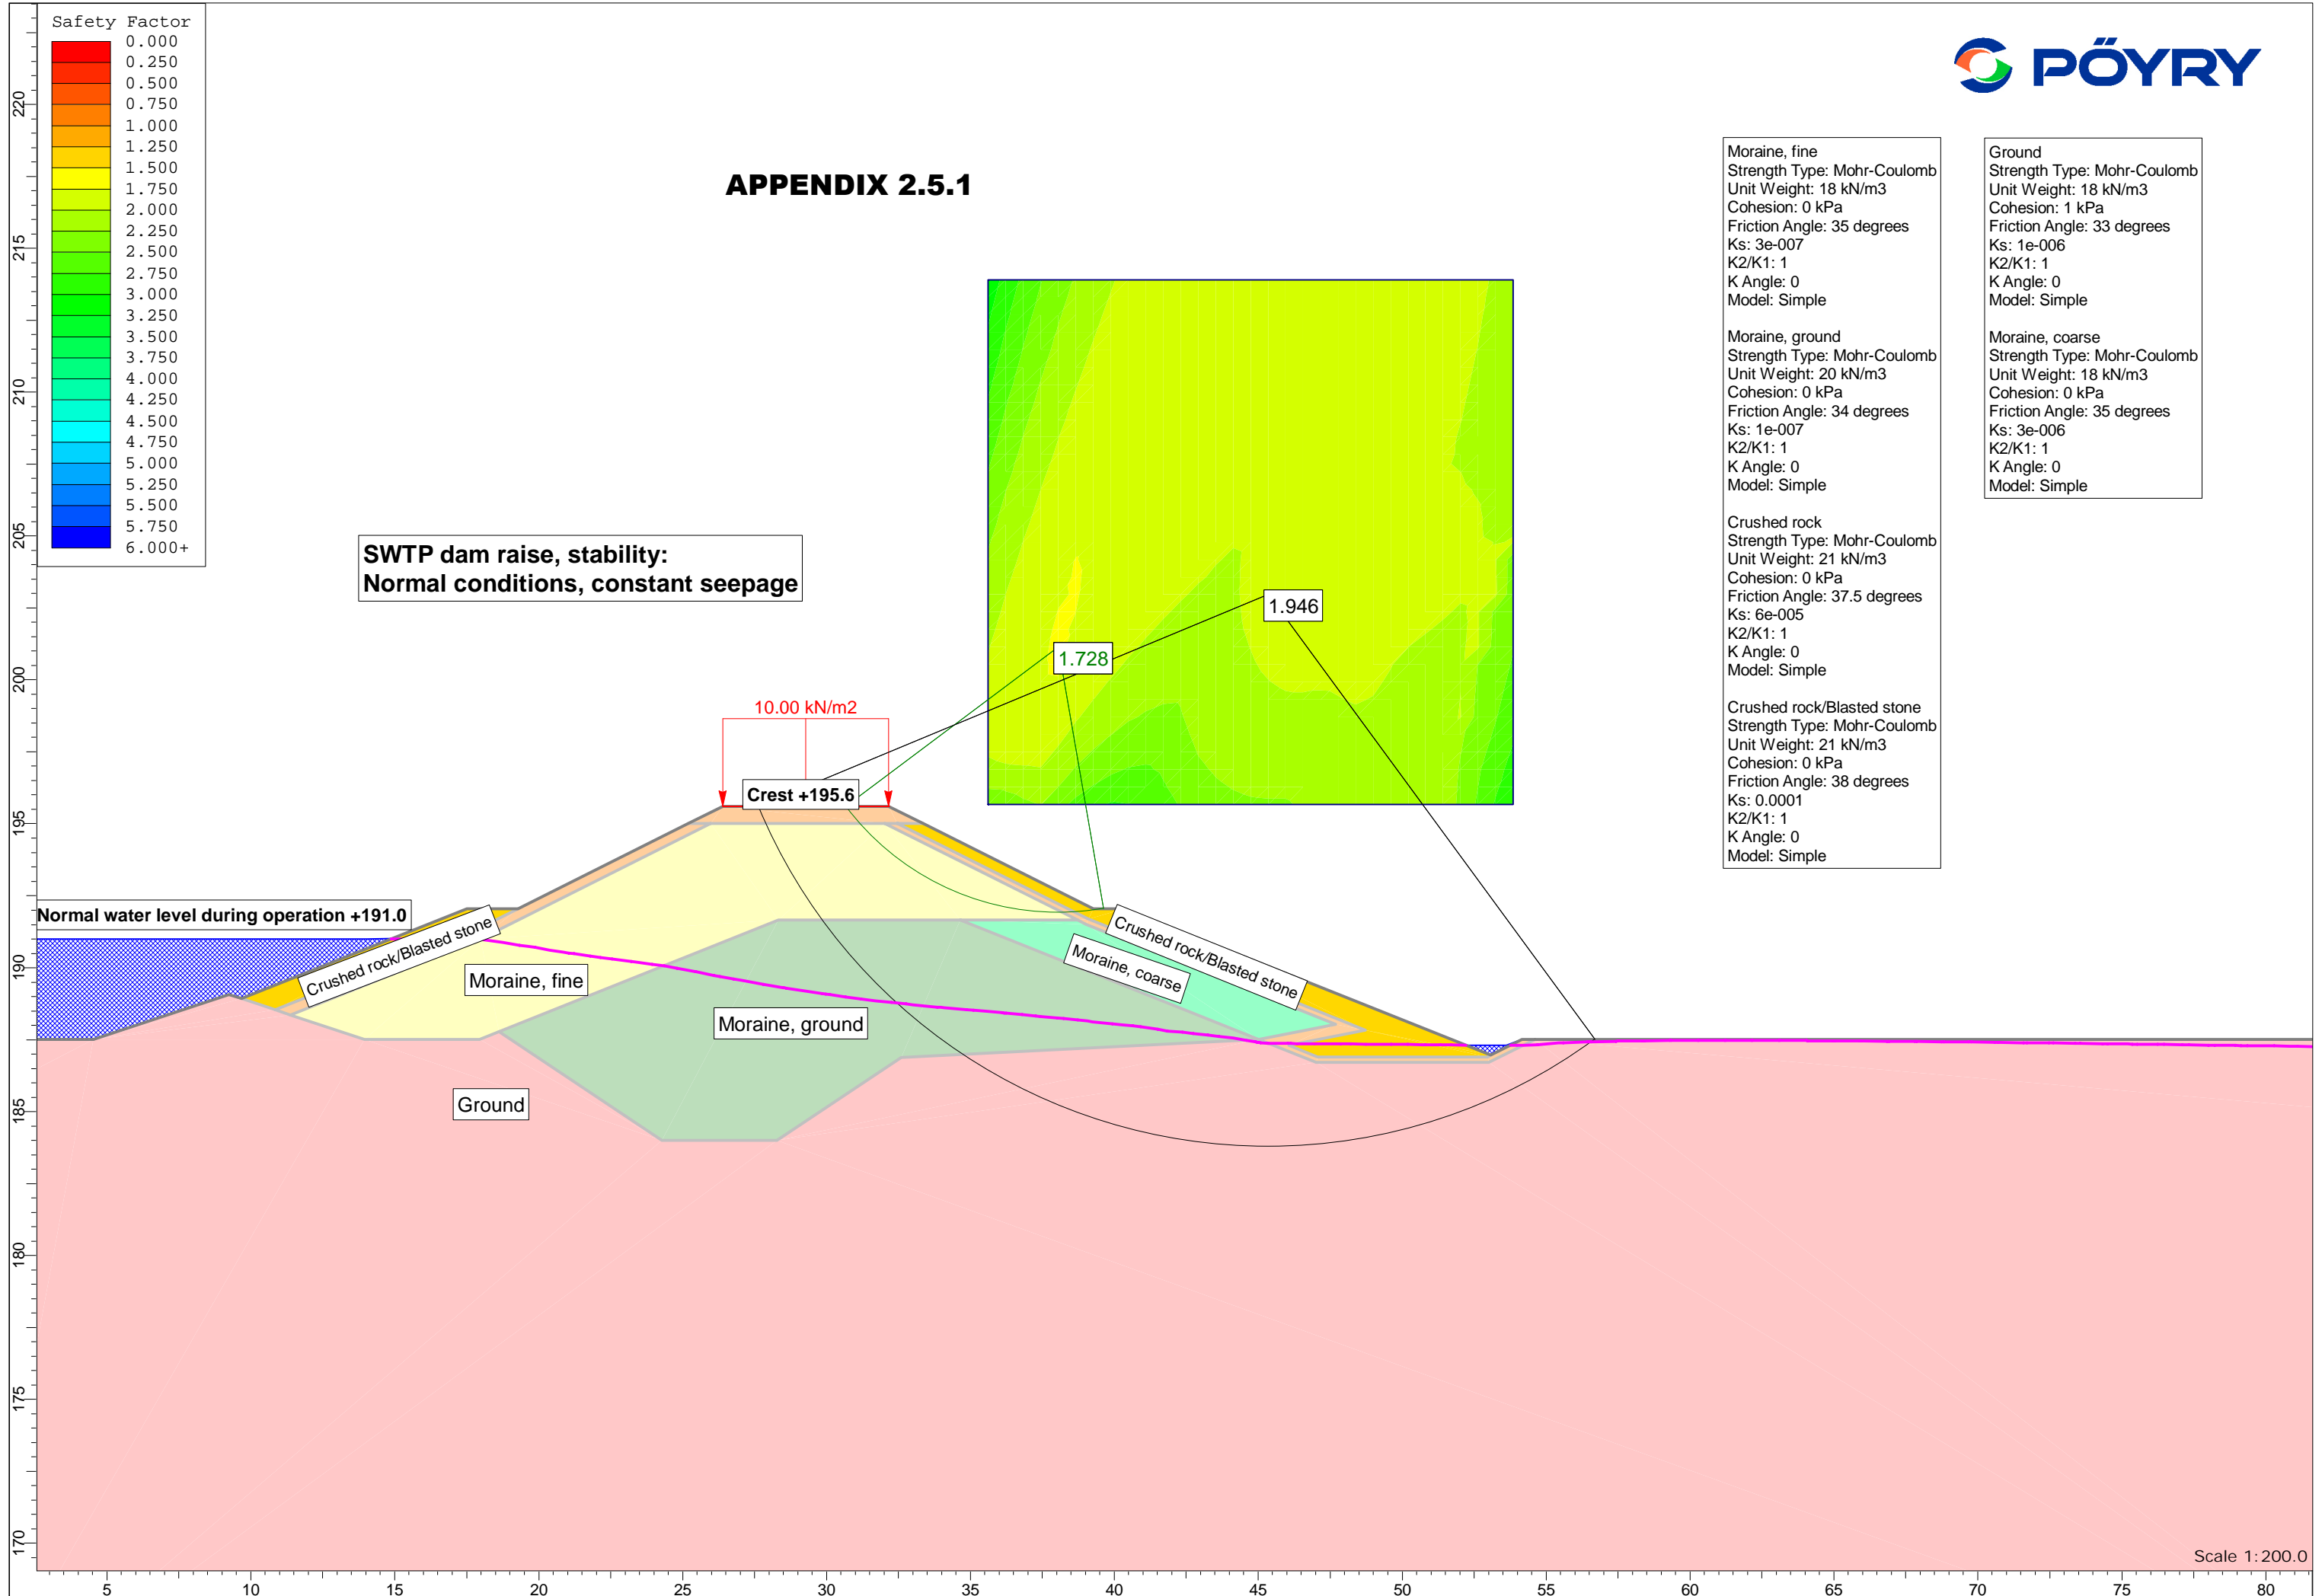 Safety Factor
0.000
0.250
0.500
0.750
1.000
1.250
1.500
1.750
2.000
2.250
2.500
2.750
3.000
3.250
3.500
3.750
4.000
4.250
4.500
4.750
5.000
5.250
5.500
5.750
6.000+
PÖYRY
APPENDIX 2.5.1
SWTP dam raise, stability:
Normal conditions, constant seepage
Moraine, fine
Strength Type: Mohr-Coulomb
Unit Weight: 18 kN/m3
Cohesion: 0 kPa
Friction Angle: 35 degrees
Ks: 3e-007
K2/K1: 1
K Angle: 0
Model: Simple
Moraine, ground
Strength Type: Mohr-Coulomb
Unit Weight: 20 kN/m3
Cohesion: 0 kPa
Friction Angle: 34 degrees
Ks: 1e-007
K2/K1: 1
K Angle: 0
Model: Simple
Crushed rock
Strength Type: Mohr-Coulomb
Unit Weight: 21 kN/m3
Cohesion: 0 kPa
Friction Angle: 37.5 degrees
Ks: 6e-005
K2/K1: 1
K Angle: 0
Model: Simple
Crushed rock/Blasted stone
Strength Type: Mohr-Coulomb
Unit Weight: 21 kN/m3
Cohesion: 0 kPa
Friction Angle: 38 degrees
Ks: 0.0001
K2/K1: 1
K Angle: 0
Model: Simple
Ground
Strength Type: Mohr-Coulomb
Unit Weight: 18 kN/m3
Cohesion: 1 kPa
Friction Angle: 33 degrees
Ks: 1e-006
K2/K1: 1
K Angle: 0
Model: Simple
Moraine, coarse
Strength Type: Mohr-Coulomb
Unit Weight: 18 kN/m3
Cohesion: 0 kPa
Friction Angle: 35 degrees
Ks: 3e-006
K2/K1: 1
K Angle: 0
Model: Simple
1.946
1.728
10.00 kN/m2
Crest +195.6
Normal water level during operation +191.0
Crushed rock/Blasted stone
Moraine, fine
Moraine, ground
Moraine, coarse
Crushed rock/Blasted stone
Ground
220
215
210
205
200
195
190
185
180
175
170
5
10
15
20
25
30
35
40
45
50
55
60
65
70
75
80
Scale 1:200.0